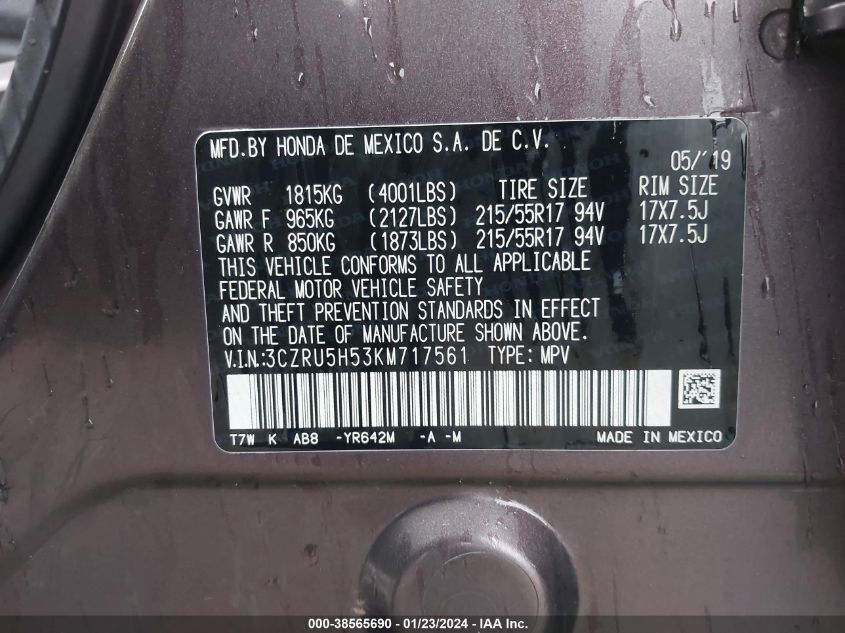 MFD.BY HONDA DE MEXICO S.A. DE C.V.
05/'19
GVWR 1815KG (4001LBS) TIRE SIZE RIM SIZE
GAWR F 965KG (2127LBS) 215/55R17 94V 17X7.5J
GAWR R 850KG (1873LBS) 215/55R17 94V 17X7.5J
THIS VEHICLE CONFORMS TO ALL APPLICABLE
FEDERAL MOTOR VEHICLE SAFETY
AND THEFT PREVENTION STANDARDS IN EFFECT
ON THE DATE OF MANUFACTURE SHOWN ABOVE.
V.I.N.:3CZRU5H53KM717561 TYPE: MPV
T7W K AB8 -YR642M -A -M MADE IN MEXICO
000-38565690 - 01/23/2024 - IAA Inc.